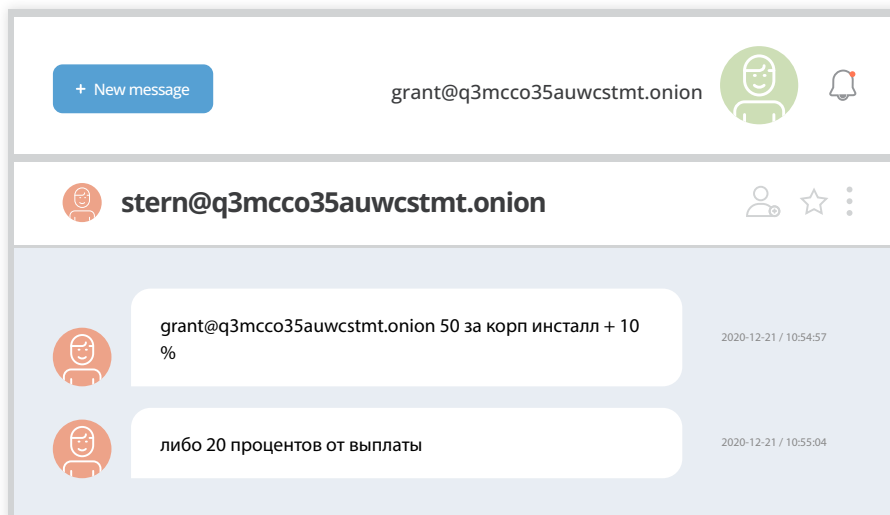 + New message
grant@q3mcco35auwcstmt.onion
stern@q3mcco35auwcstmt.onion
grant@q3mcco35auwcstmt.onion 50 за корп инсталл + 10
%
2020-12-21 / 10:54:57
либо 20 процентов от выплаты
2020-12-21 / 10:55:04